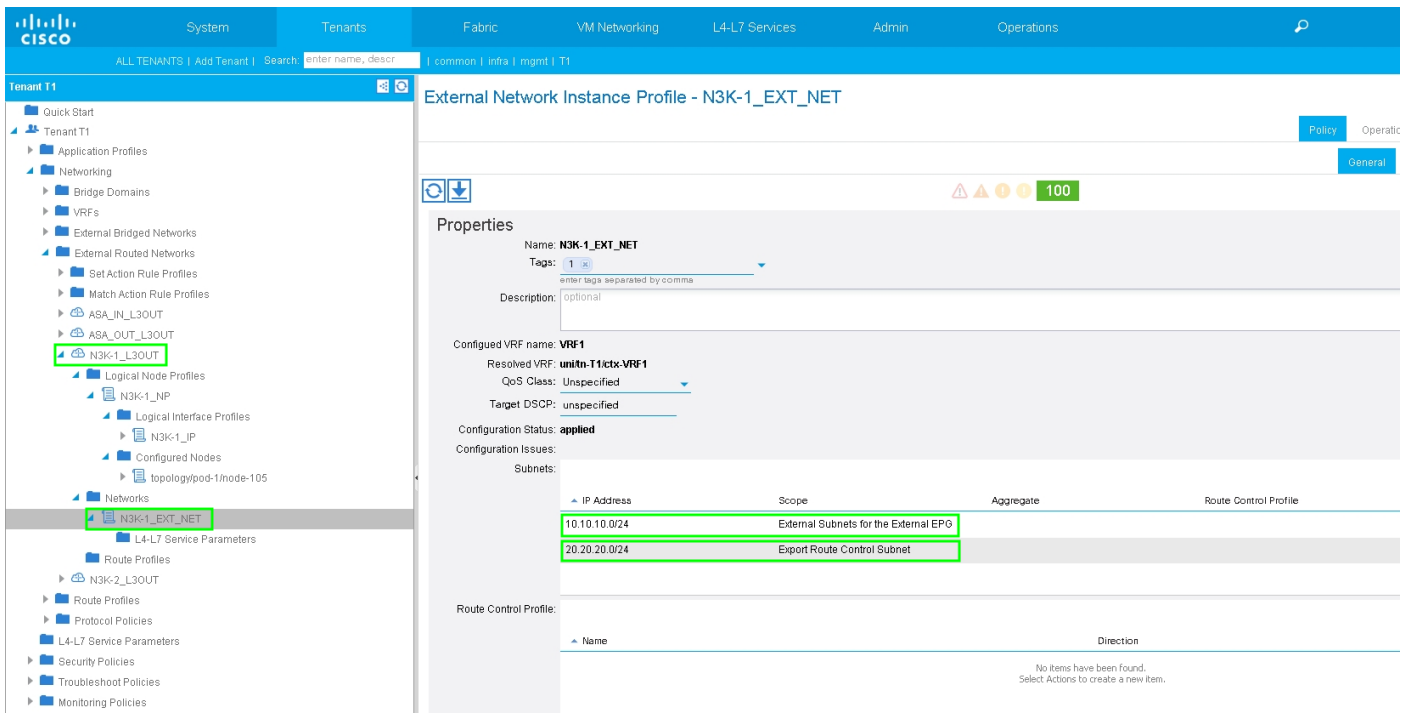 CISCO
System Tenants Fabric VM Networking L4-L7 Services Admin Operations
ALL TENANTS | Add Tenant | Search: enter name, descr | common | infra | mgmt | T1
Tenant T1
Quick Start
Tenant T1
Application Profiles
Networking
Bridge Domains
VRFs
External Bridged Networks
External Routed Networks
Set Action Rule Profiles
Match Action Rule Profiles
ASA_IN_L3OUT
ASA_OUT_L3OUT
N3K-1_L3OUT
Logical Node Profiles
N3K-1_NP
Logical Interface Profiles
N3K-1_IP
Configured Nodes
topology/pod-1/node-105
Networks
N3K-1_EXT_NET
L4-L7 Service Parameters
Route Profiles
N3K-2_L3OUT
Route Profiles
Protocol Policies
L4-L7 Service Parameters
Security Policies
Troubleshoot Policies
Monitoring Policies
External Network Instance Profile - N3K-1_EXT_NET
Policy Operatio
General
100
Properties
Name: N3K-1_EXT_NET
Tags: 1
enter tags separated by comma
Description: optional
Configued VRF name: VRF1
Resolved VRF: uni/tn-T1/ctx-VRF1
QoS Class: Unspecified
Target DSCP: unspecified
Configuration Status: applied
Configuration Issues:
Subnets:
IP Address Scope Aggregate Route Control Profile
10.10.10.0/24 External Subnets for the External EPG
20.20.20.0/24 Export Route Control Subnet
Route Control Profile:
Name Direction
No items have been found.
Select Actions to create a new item.